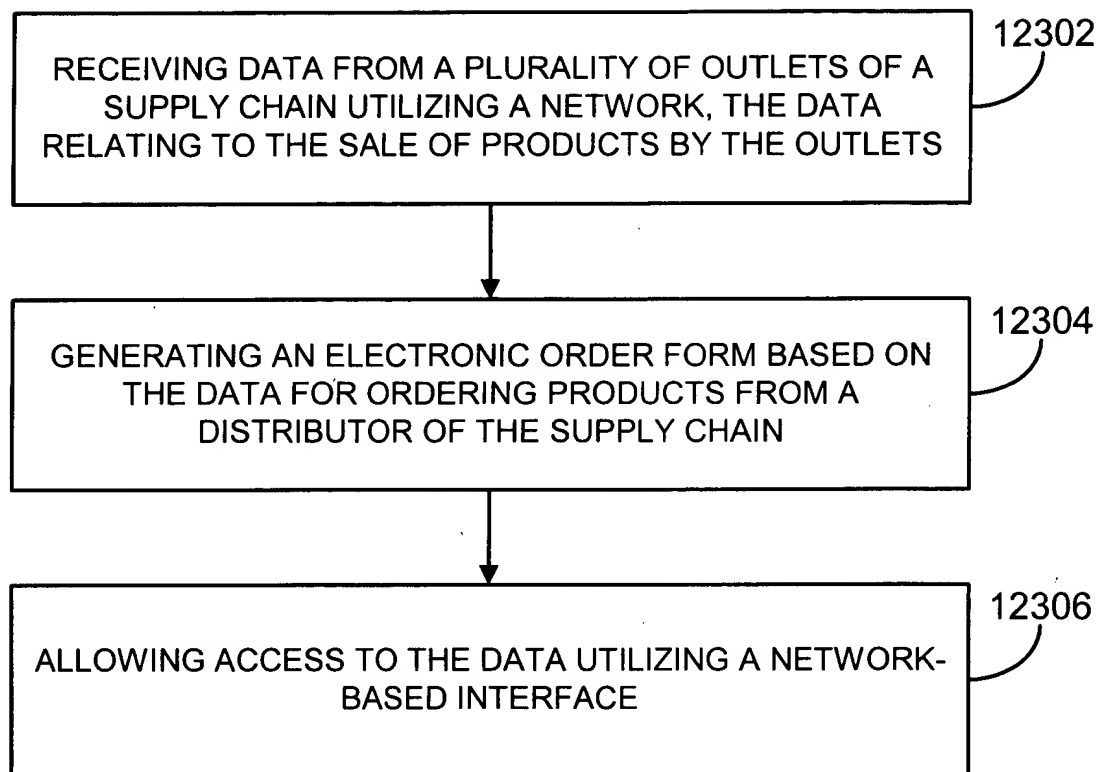 12302
RECEIVING DATA FROM A PLURALITY OF OUTLETS OF A
SUPPLY CHAIN UTILIZING A NETWORK, THE DATA
RELATING TO THE SALE OF PRODUCTS BY THE OUTLETS
12304
GENERATING AN ELECTRONIC ORDER FORM BASED ON
THE DATA FOR ORDERING PRODUCTS FROM A
DISTRIBUTOR OF THE SUPPLY CHAIN
12306
ALLOWING ACCESS TO THE DATA UTILIZING A NETWORK-
BASED INTERFACE